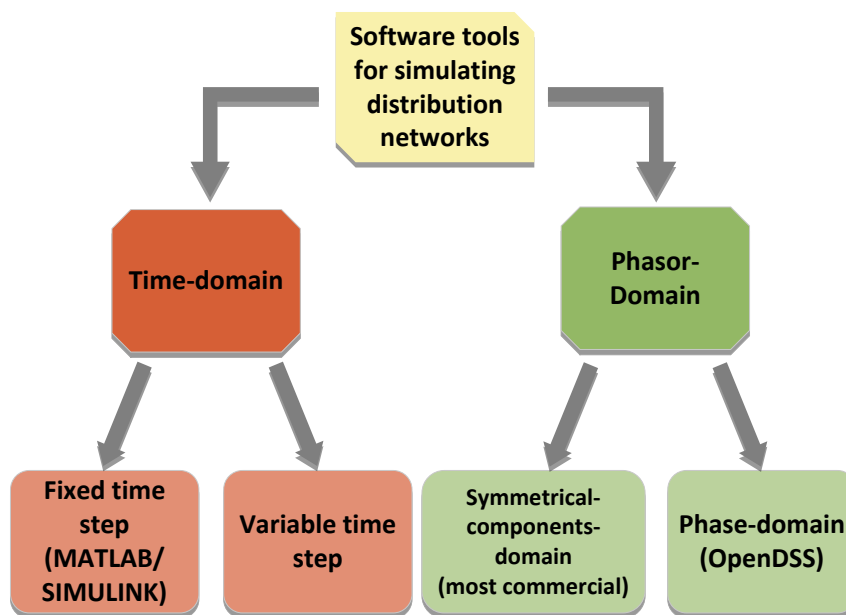 Software tools
for simulating
distribution
networks
Time-domain
Phasor-
Domain
Fixed time
step
(MATLAB/
SIMULINK)
Variable time
step
Symmetrical-
components-
domain
(most commercial)
Phase-domain
(OpenDSS)